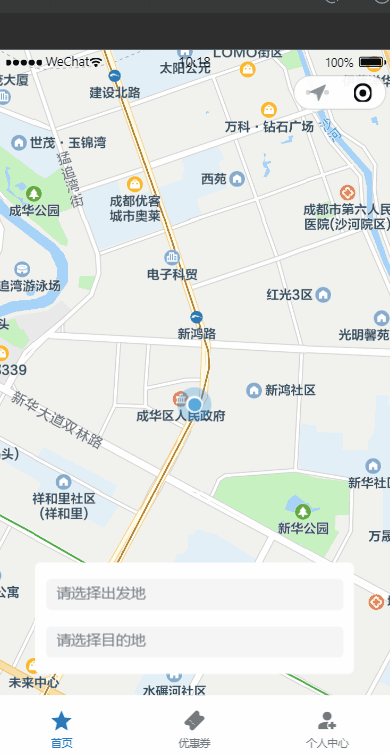 WeChat
10:18
100%
LOMO街区
太阳公元
建设北路
万科·钻石广场
世茂·玉锦湾
猛追湾街
西苑
成华公园
成都优客
城市奥莱
成都市第六人民
医院(沙河院区)
电子科贸
追湾游泳场
红光3区
新鸿路
光明馨苑
339
新鸿社区
成华区人民政府
新华大道双林路
祥和里社区
(祥和里)
新华社区
新华公园
万晟
公寓
请选择出发地
请选择目的地
未来中心
水碾河社区
首页
优惠券
个人中心